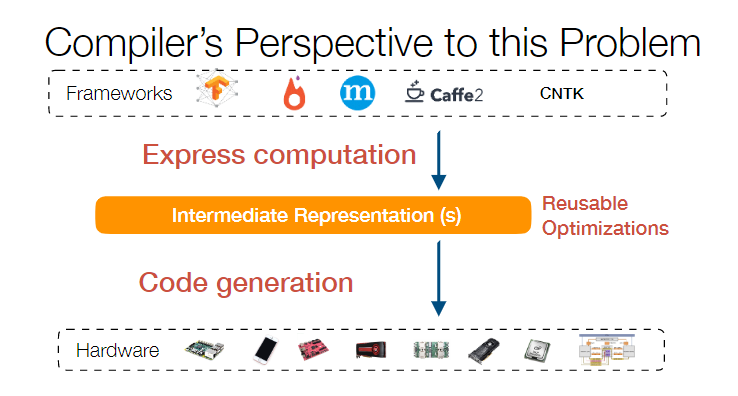 Compiler's Perspective to this Problem
Frameworks
m
Caffe2
CNTK
Express computation
Intermediate Representation (s)
Reusable
Optimizations
Code generation
Hardware